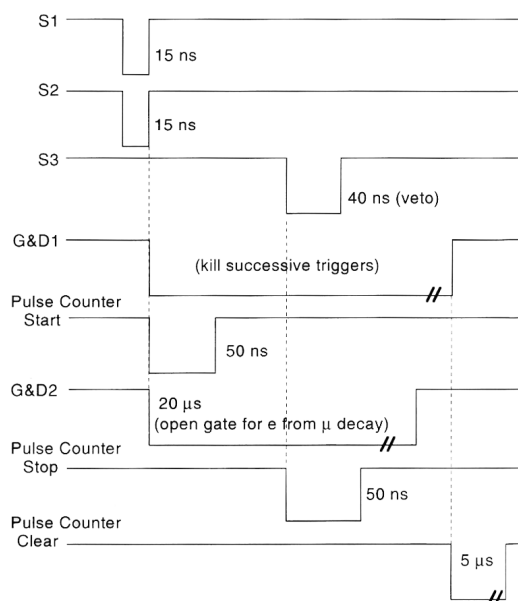 S1
15 ns
S2
15 ns
S3
40 ns (veto)
G&D1
(kill successive triggers)
Pulse Counter
Start
50 ns
G&D2
20 μs
(open gate for e from μ decay)
Pulse Counter
Stop
50 ns
Pulse Counter
Clear
5 μs